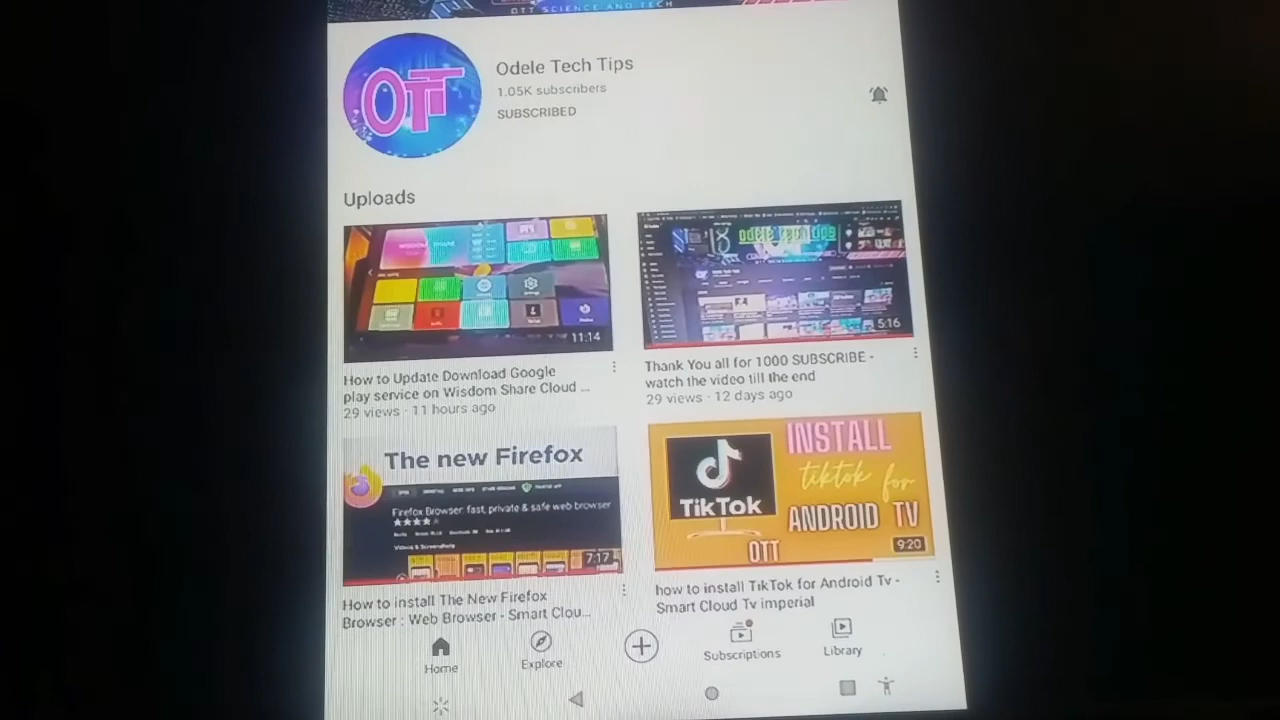 OTT SCIENCE AND TECH
OTT
Odele Tech Tips
1.05K subscribers
SUBSCRIBED
Uploads
11:14
odele tech tips
5:16
How to Update Download Google
play service on Wisdom Share Cloud ...
29 views · 11 hours ago
Thank You all for 1000 SUBSCRIBE -
watch the video till the end
29 views · 12 days ago
The new Firefox
Firefox Browser: fast, private & safe web browser
Videos & Screenshots
7:17
TikTok
INSTALL
tiktok for
ANDROID TV
OTT
9:20
How to install The New Firefox
Browser : Web Browser - Smart Clou...
how to install TikTok for Android Tv -
Smart Cloud Tv imperial
Home
Explore
Subscriptions
Library